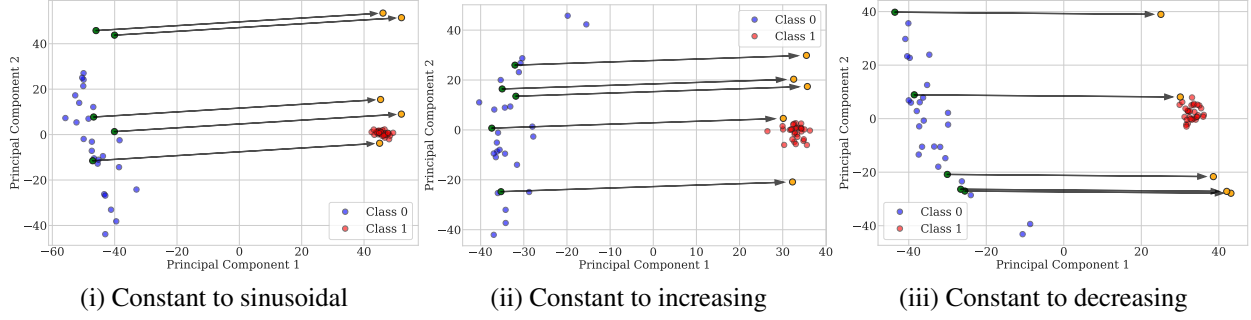 40
20
0
−20
−40
−60
−40
−20
0
20
40
Principal Component 2
Principal Component 1
Class 0
Class 1
(i) Constant to sinusoidal
40
20
0
−20
−40
−40
−30
−20
−10
0
10
20
30
40
Principal Component 2
Principal Component 1
Class 0
Class 1
(ii) Constant to increasing
40
30
20
10
0
−10
−20
−30
−40
−40
−20
0
20
40
Principal Component 2
Principal Component 1
Class 0
Class 1
(iii) Constant to decreasing